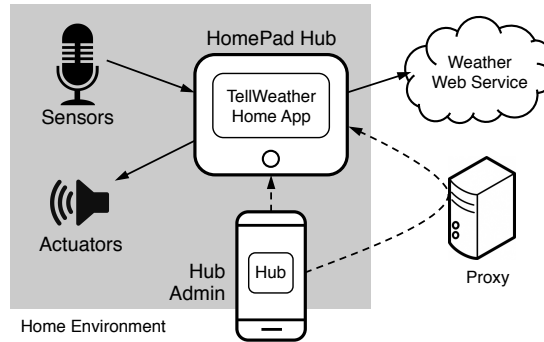 HomePad Hub
Sensors
TellWeather
Home App
Weather
Web Service
Actuators
Hub
Admin
Hub
Proxy
Home Environment